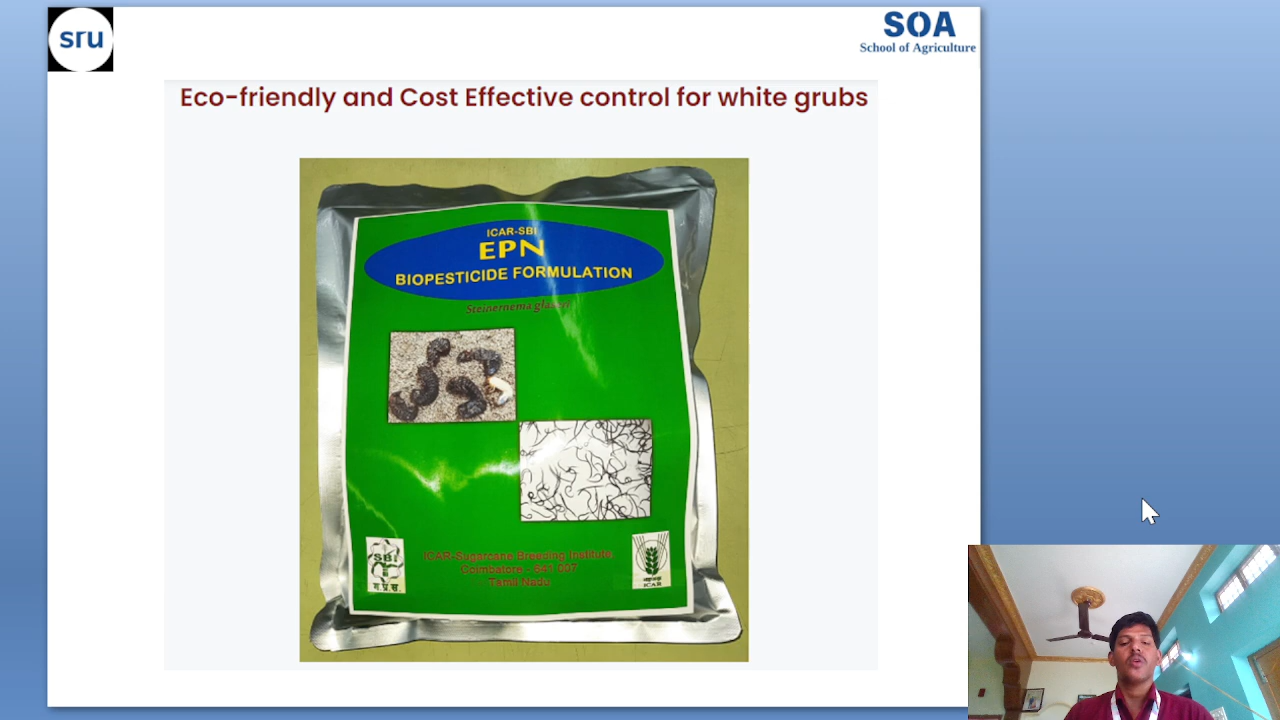 sru
SOA
School of Agriculture
Eco-friendly and Cost Effective control for white grubs
ICAR-SBI
EPN
BIOPESTICIDE FORMULATION
Steinernema
SBI
ग.प्र.सं.
ICAR-Sugarcane Breeding Institute
Coimbatore - 641 007
Tamil Nadu
ICAR